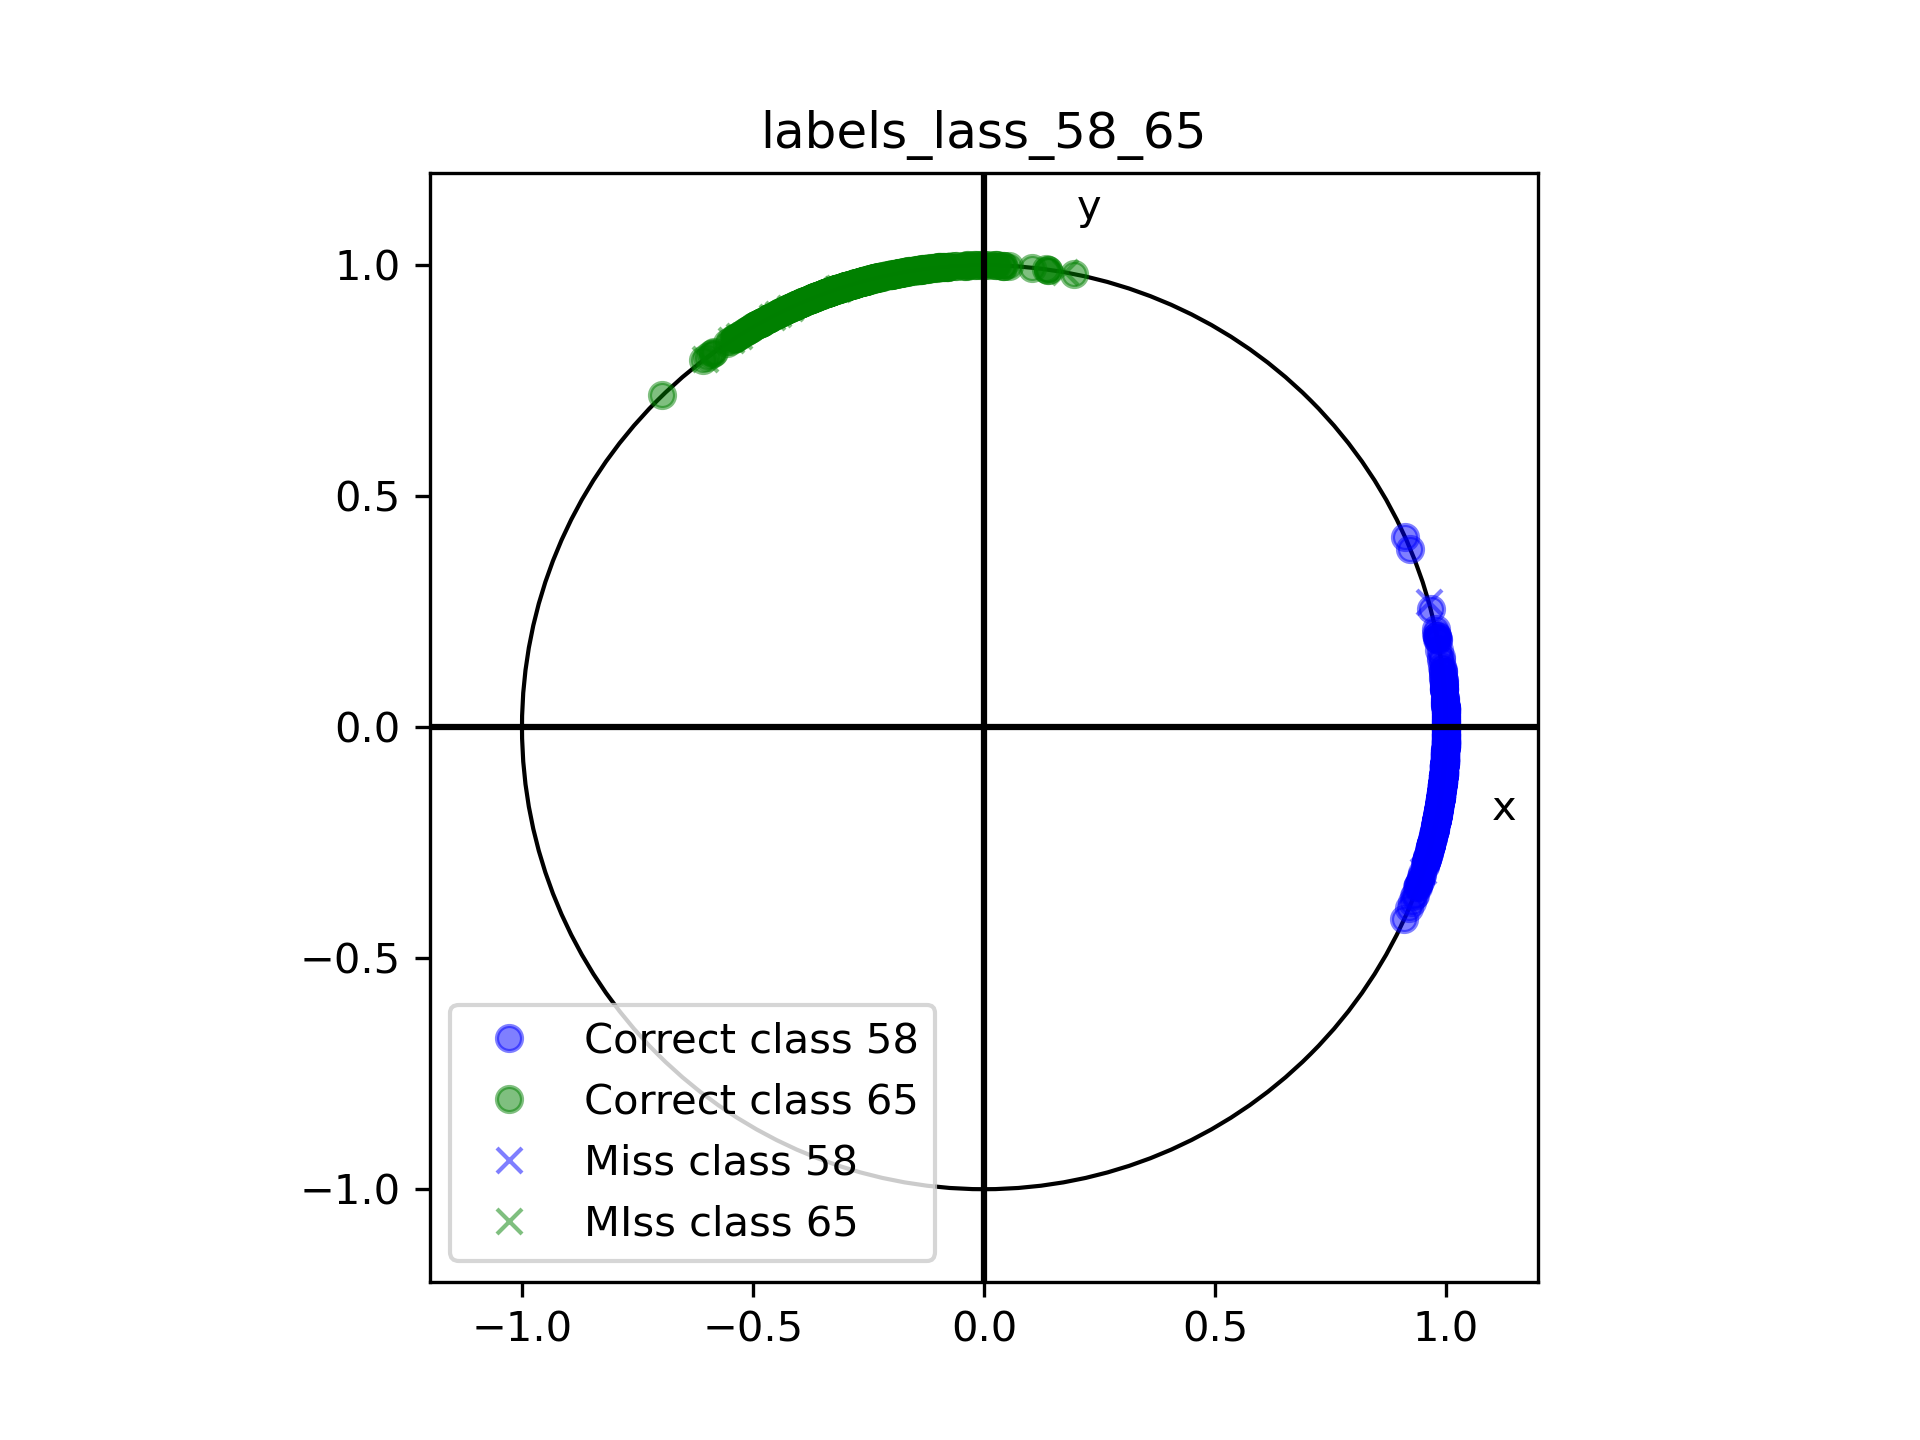 labels_lass_58_65
y
1.0
0.5
0.0
x
−0.5
−1.0
Correct class 58
Correct class 65
Miss class 58
MIss class 65
−1.0 −0.5 0.0 0.5 1.0